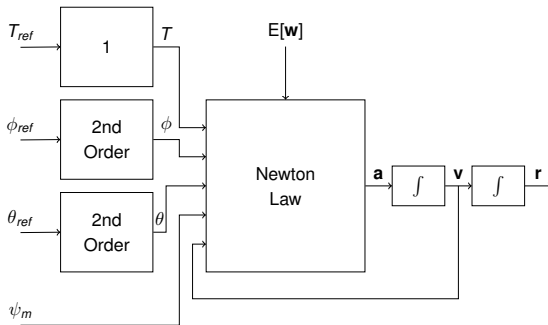 T_ref
1
T
E[w]
ϕ_ref
2nd
Order
ϕ
Newton
Law
a
∫
v
∫
r
θ_ref
2nd
Order
θ
ψ_m